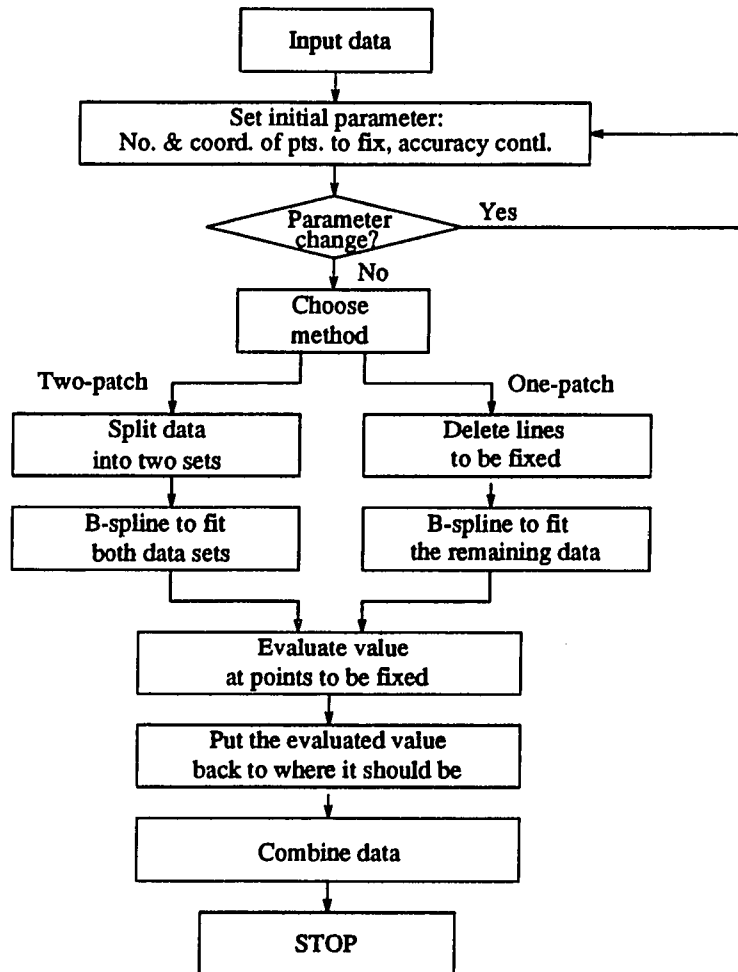 Input data
Set initial parameter:
No. & coord. of pts. to fix, accuracy contl.
Parameter
change?
Yes
No
Choose
method
Two-patch
One-patch
Split data
into two sets
Delete lines
to be fixed
B-spline to fit
both data sets
B-spline to fit
the remaining data
Evaluate value
at points to be fixed
Put the evaluated value
back to where it should be
Combine data
STOP